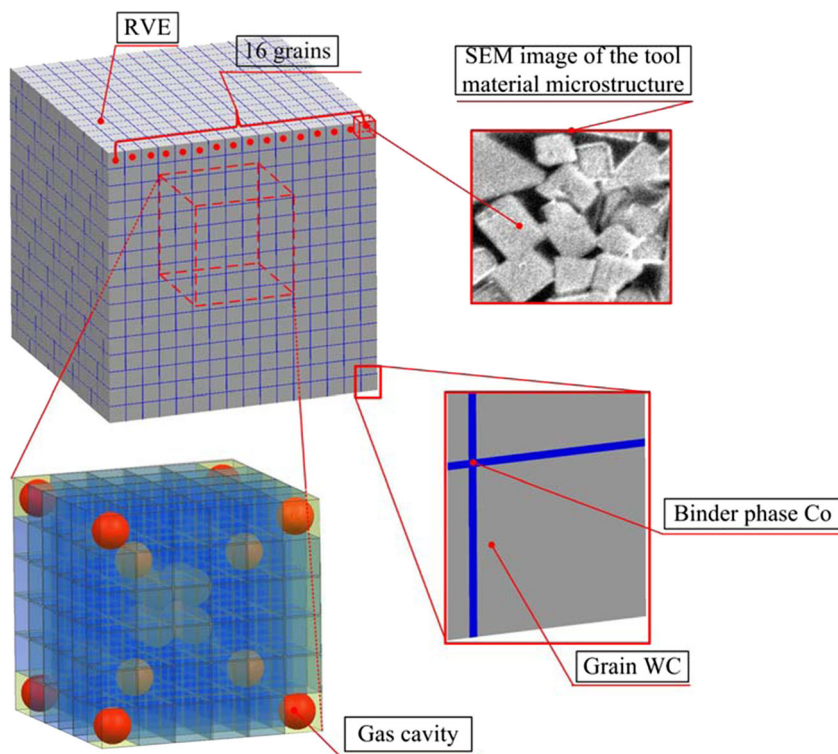 RVE
16 grains
SEM image of the tool
material microstructure
Binder phase Co
Grain WC
Gas cavity